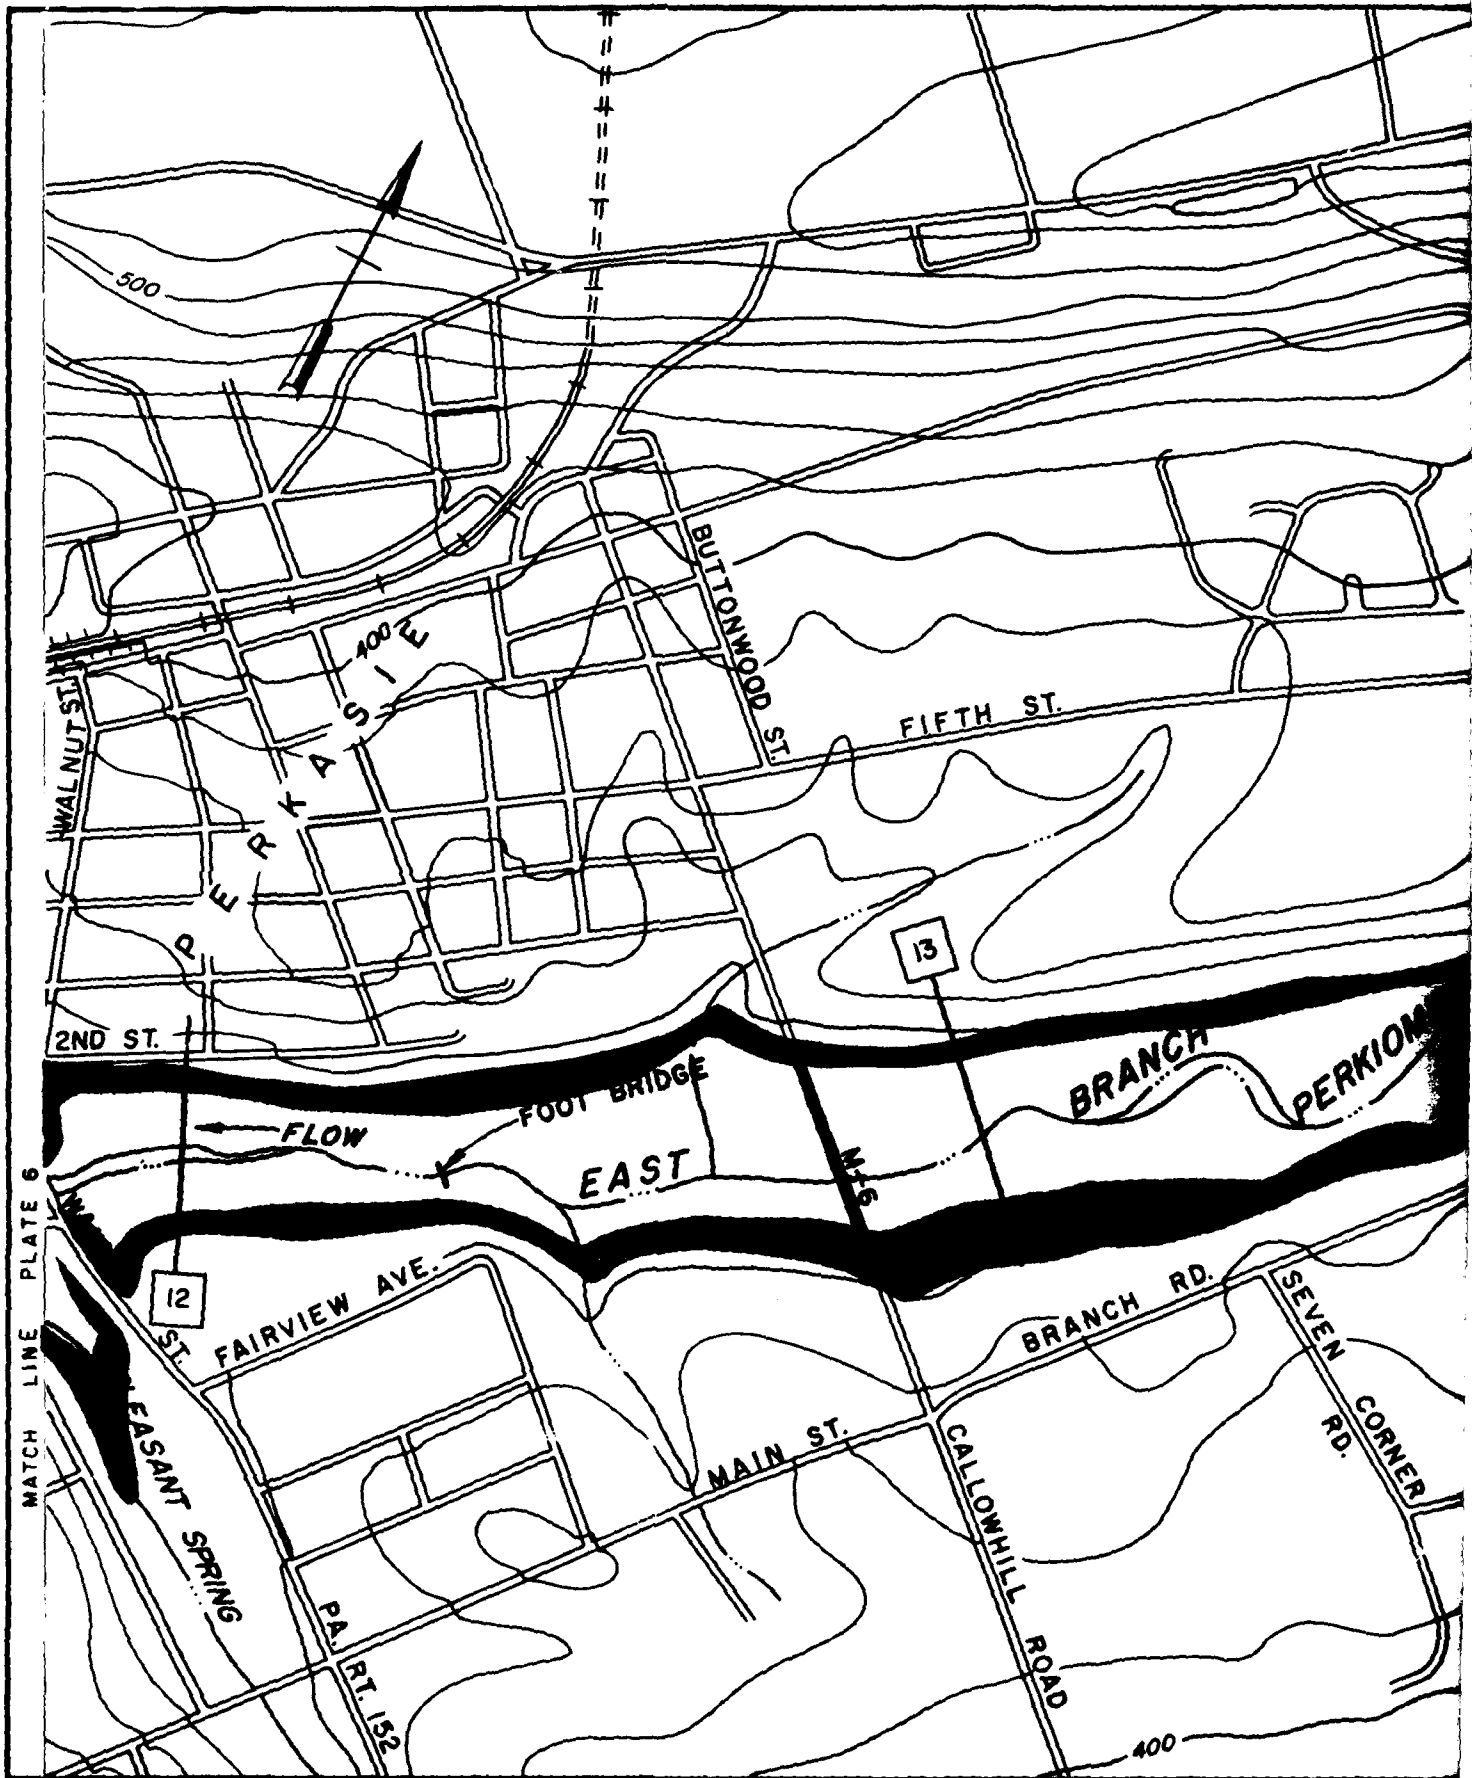 500
BUTTONWOOD ST.
400
PERKASIE
WALNUT ST.
FIFTH ST.
13
2ND ST.
BRANCH
PERKIOM
FOOT BRIDGE
FLOW
EAST
M+6
MATCH LINE PLATE 6
12
ST.
FAIRVIEW AVE.
BRANCH RD.
SEVEN CORNER RD.
EASANT SPRING
MAIN ST.
CALLOWHILL ROAD
PA. RT. 152
400